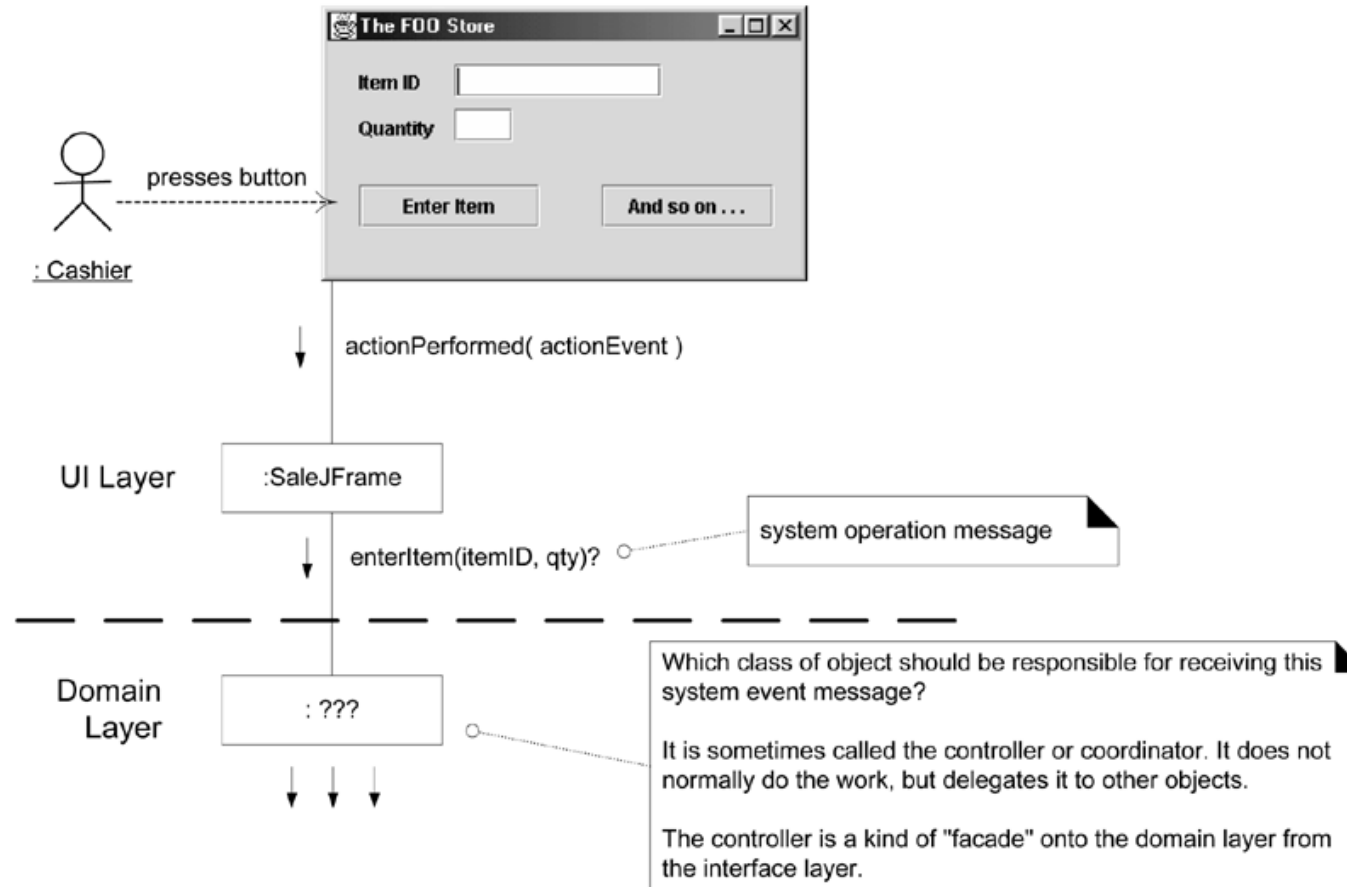 The FOO Store
Item ID
Quantity
presses button
Enter Item
And so on . . .
: Cashier
actionPerformed( actionEvent )
UI Layer
:SaleJFrame
system operation message
enterItem(itemID, qty)?
Which class of object should be responsible for receiving this
system event message?
Domain
Layer
: ???
It is sometimes called the controller or coordinator. It does not
normally do the work, but delegates it to other objects.
The controller is a kind of "facade" onto the domain layer from
the interface layer.